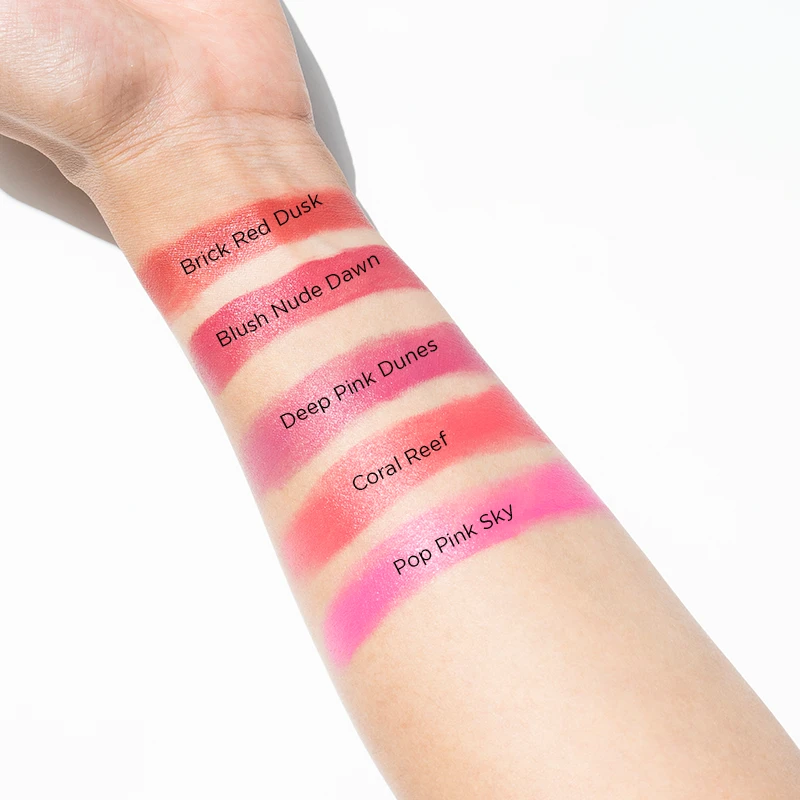 Brick Red Dusk
Blush Nude Dawn
Deep Pink Dunes
Coral Reef
Pop Pink Sky